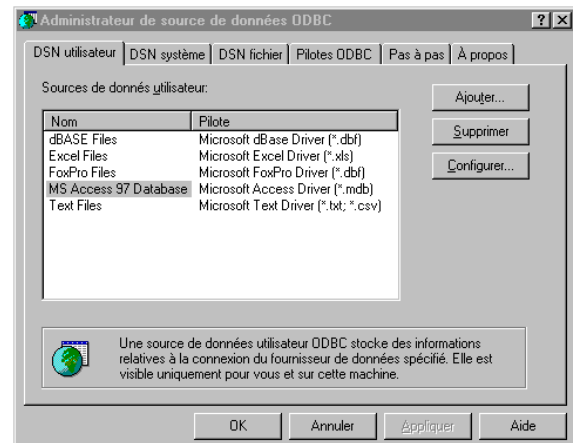 Administrateur de source de données ODBC
DSN utilisateur DSN système DSN fichier Pilotes ODBC Pas à pas À propos
Sources de donnés utilisateur:
Nom Pilote
dBASE Files Microsoft dBase Driver (*.dbf)
Excel Files Microsoft Excel Driver (*.xls)
FoxPro Files Microsoft FoxPro Driver (*.dbf)
MS Access 97 Database Microsoft Access Driver (*.mdb)
Text Files Microsoft Text Driver (*.txt; *.csv)
Ajouter...
Supprimer
Configurer...
Une source de données utilisateur ODBC stocke des informations
relatives à la connexion du fournisseur de données spécifié. Elle est
visible uniquement pour vous et sur cette machine.
OK Annuler Appliquer Aide